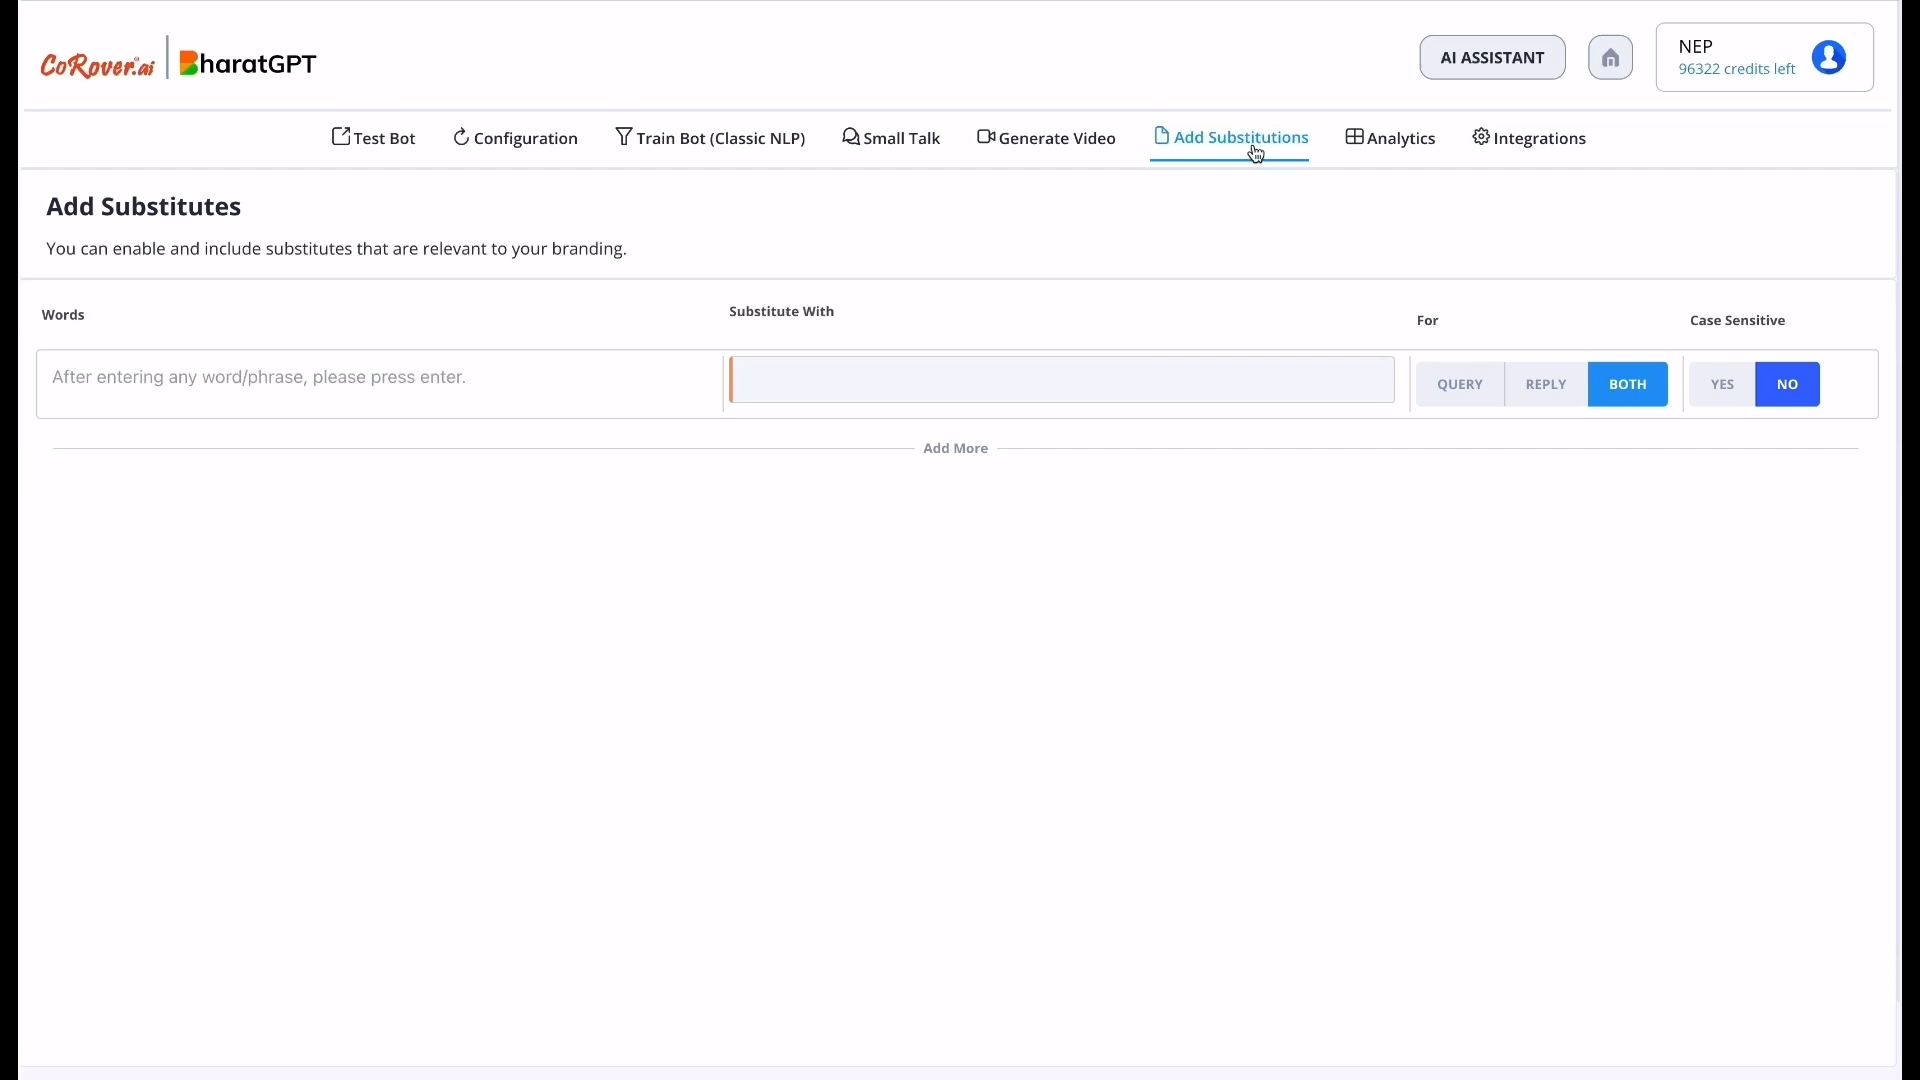 CoRover.ai | BharatGPT
AI ASSISTANT
NEP
96322 credits left
Test Bot Configuration Train Bot (Classic NLP) Small Talk Generate Video Add Substitutions Analytics Integrations
Add Substitutes
You can enable and include substitutes that are relevant to your branding.
Words Substitute With For Case Sensitive
After entering any word/phrase, please press enter. QUERY REPLY BOTH YES NO
Add More